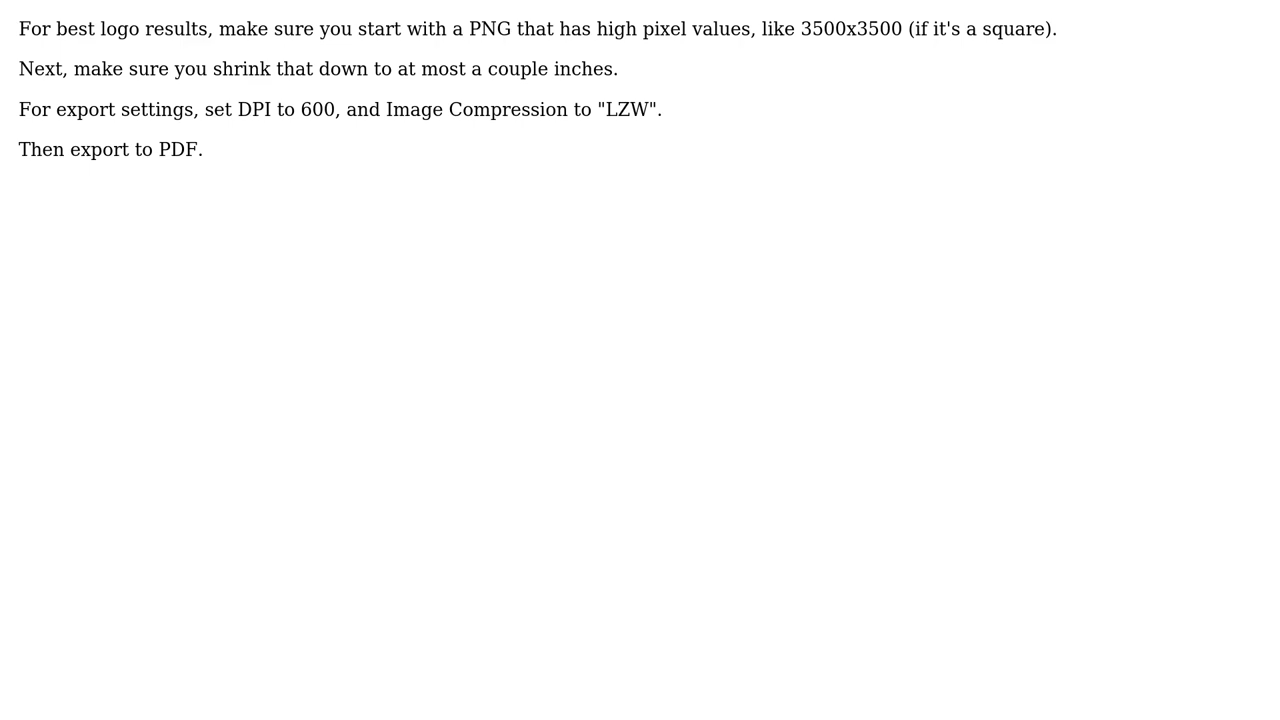 For best logo results, make sure you start with a PNG that has high pixel values, like 3500x3500 (if it's a square).
Next, make sure you shrink that down to at most a couple inches.
For export settings, set DPI to 600, and Image Compression to "LZW".
Then export to PDF.